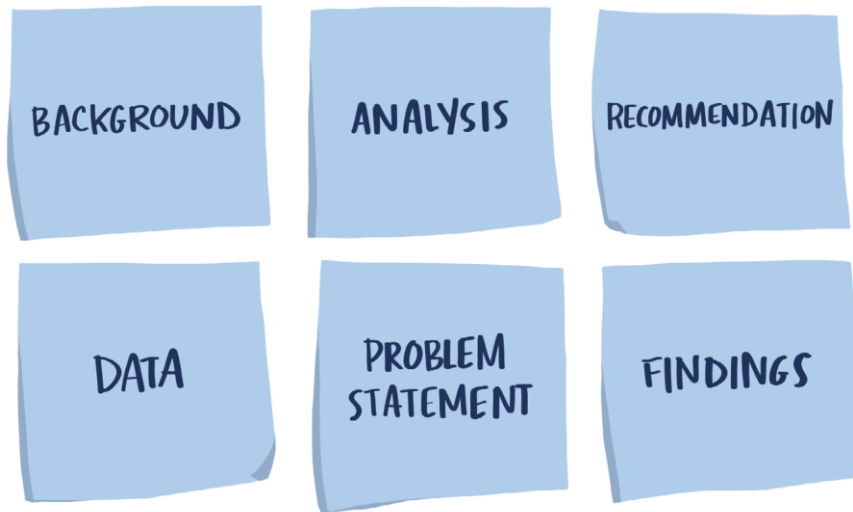 BACKGROUND
ANALYSIS
RECOMMENDATION
DATA
PROBLEM
STATEMENT
FINDINGS